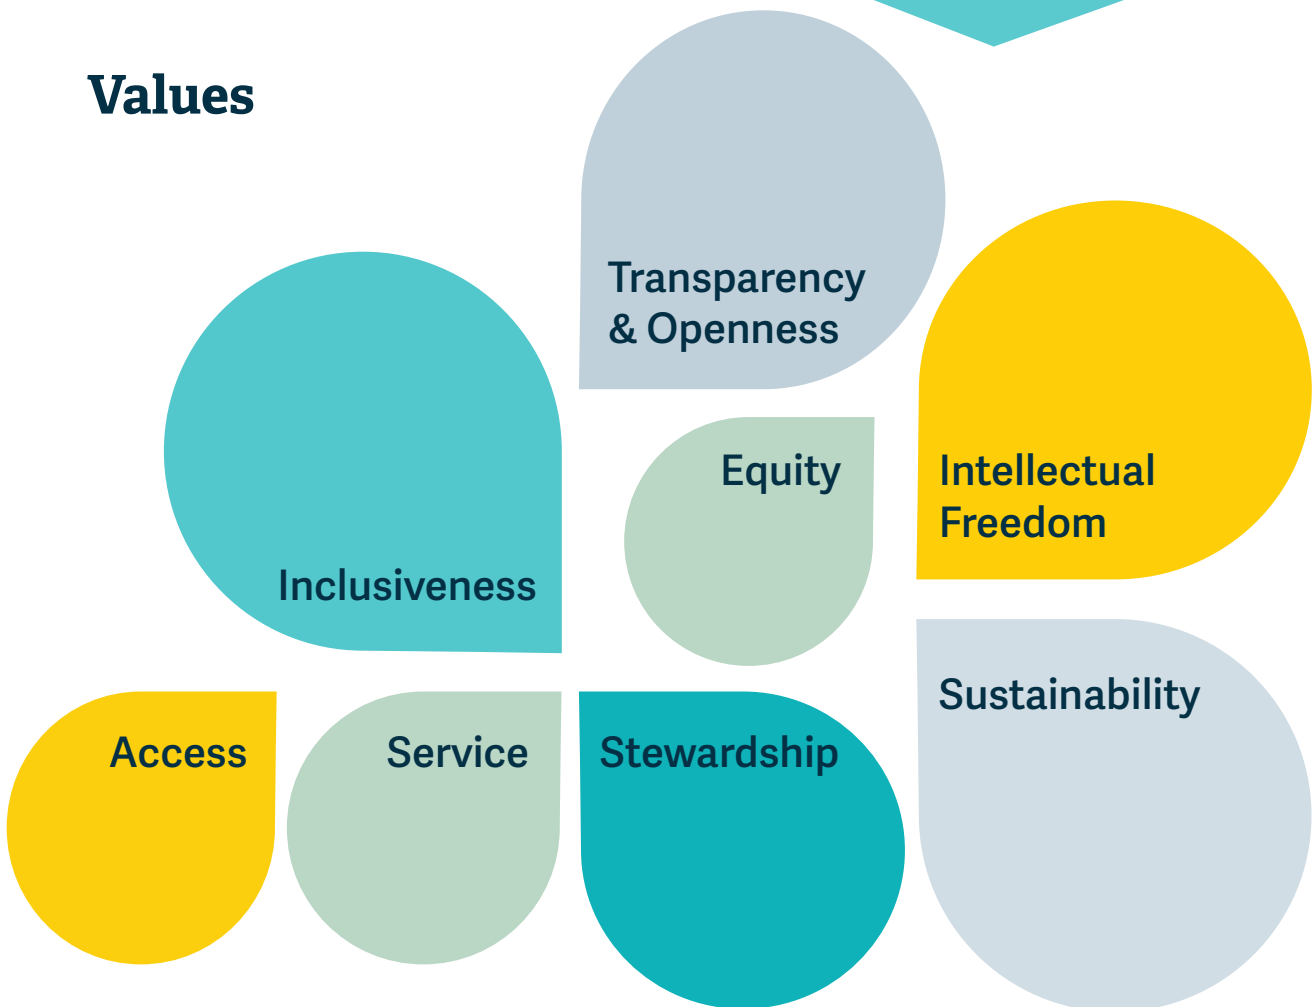 Values
Transparency
& Openness
Equity
Intellectual
Freedom
Inclusiveness
Sustainability
Access
Service
Stewardship